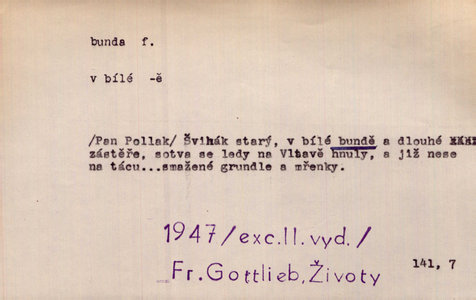 bunda f.
v bílé -ě
/Pan Pollak/ Švihák starý, v bílé bundě a dlouhé
zástěře, sotva se ledy na Vltavě hnuly, a již nese
na tácu...smažené grundle a mřenky.
1947/exc.II.vyd./
Fr.Gottlieb,Životy
141, 7